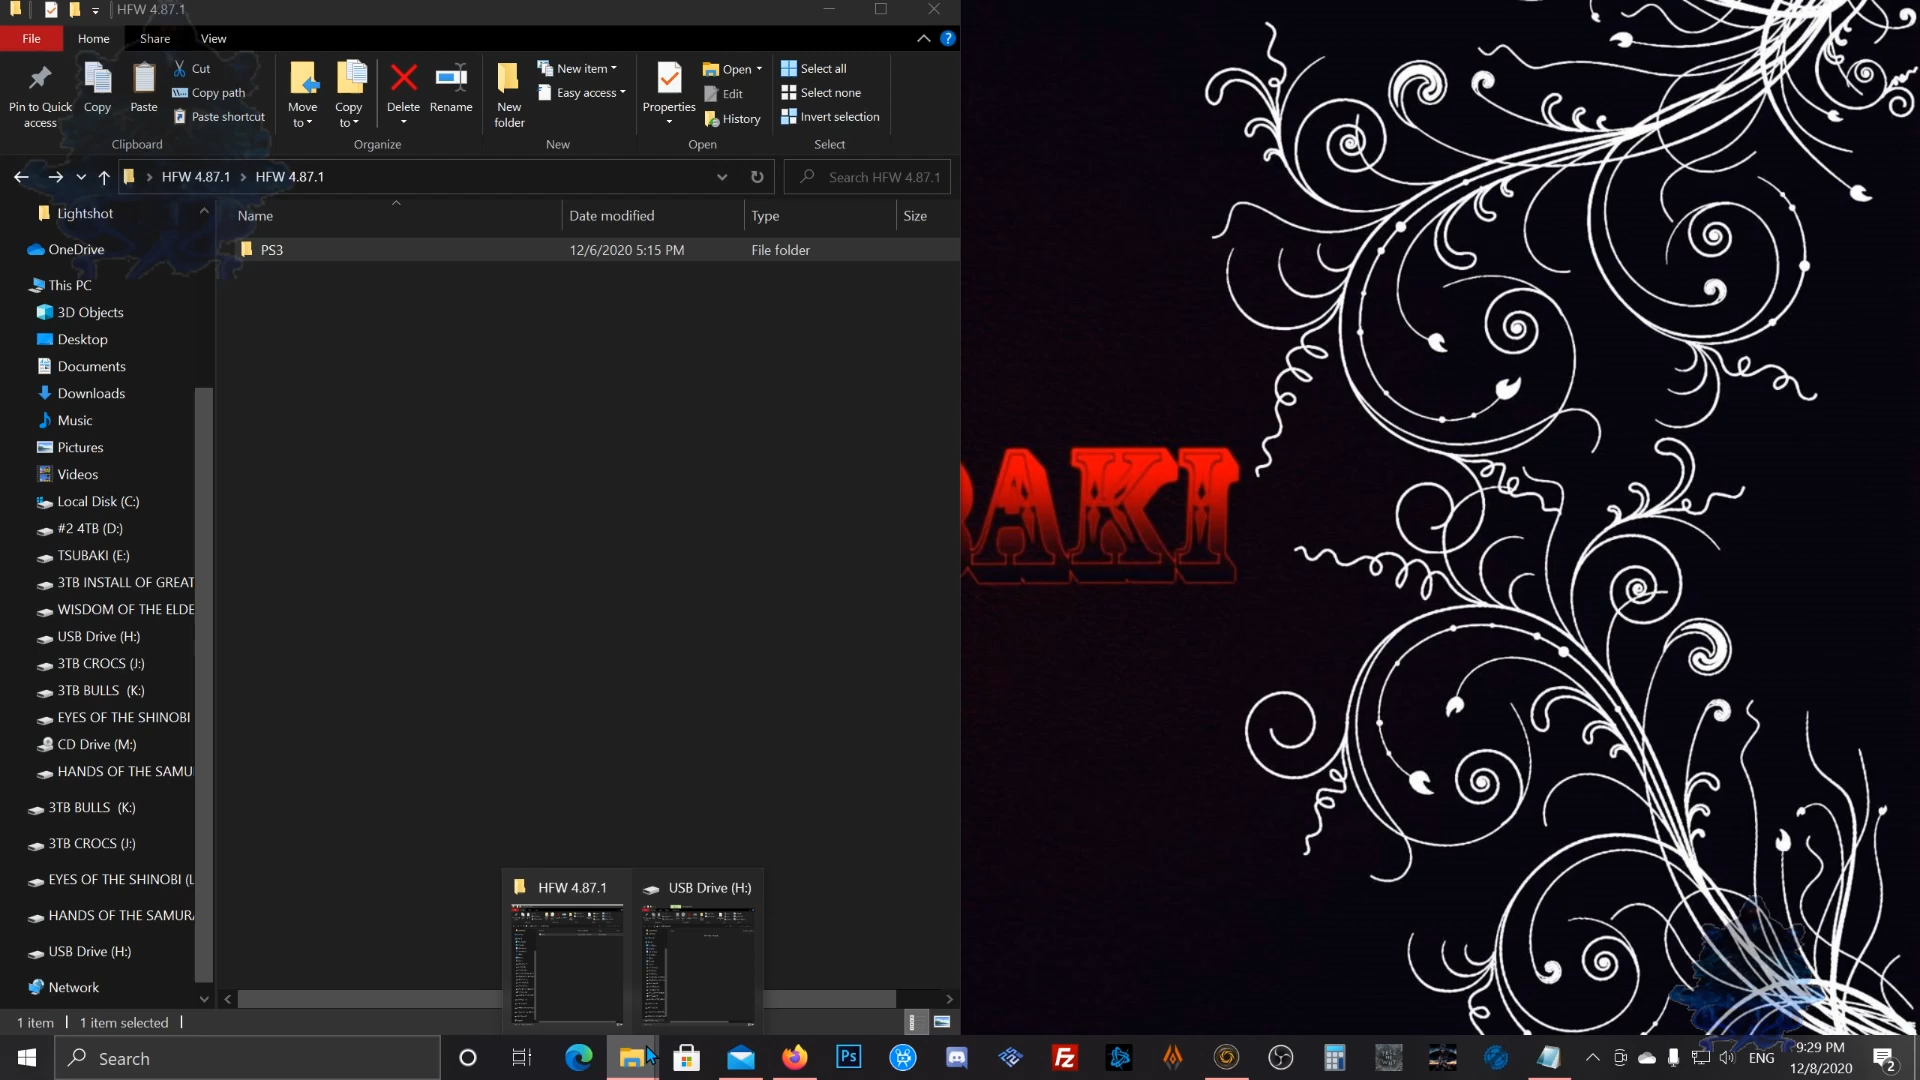 HFW 4.87.1
File Home Share View
Pin to Quick access
Copy
Paste
Cut
Copy path
Paste shortcut
Clipboard
Move to
Copy to
Delete
Rename
Organize
New folder
New item
Easy access
New
Properties
Open
Edit
History
Open
Select all
Select none
Invert selection
Select
HFW 4.87.1 › HFW 4.87.1
Search HFW 4.87.1
Name Date modified Type Size
PS3 12/6/2020 5:15 PM File folder
Lightshot
OneDrive
This PC
3D Objects
Desktop
Documents
Downloads
Music
Pictures
Videos
Local Disk (C:)
#2 4TB (D:)
TSUBAKI (E:)
3TB INSTALL OF GREAT
WISDOM OF THE ELDE
USB Drive (H:)
3TB CROCS (J:)
3TB BULLS (K:)
EYES OF THE SHINOBI
CD Drive (M:)
HANDS OF THE SAMU
3TB BULLS (K:)
3TB CROCS (J:)
EYES OF THE SHINOBI (L
HANDS OF THE SAMUR
USB Drive (H:)
Network
AKI
HFW 4.87.1
USB Drive (H:)
1 item 1 item selected
Search
Ps
Fz
ENG
9:29 PM
12/8/2020
2